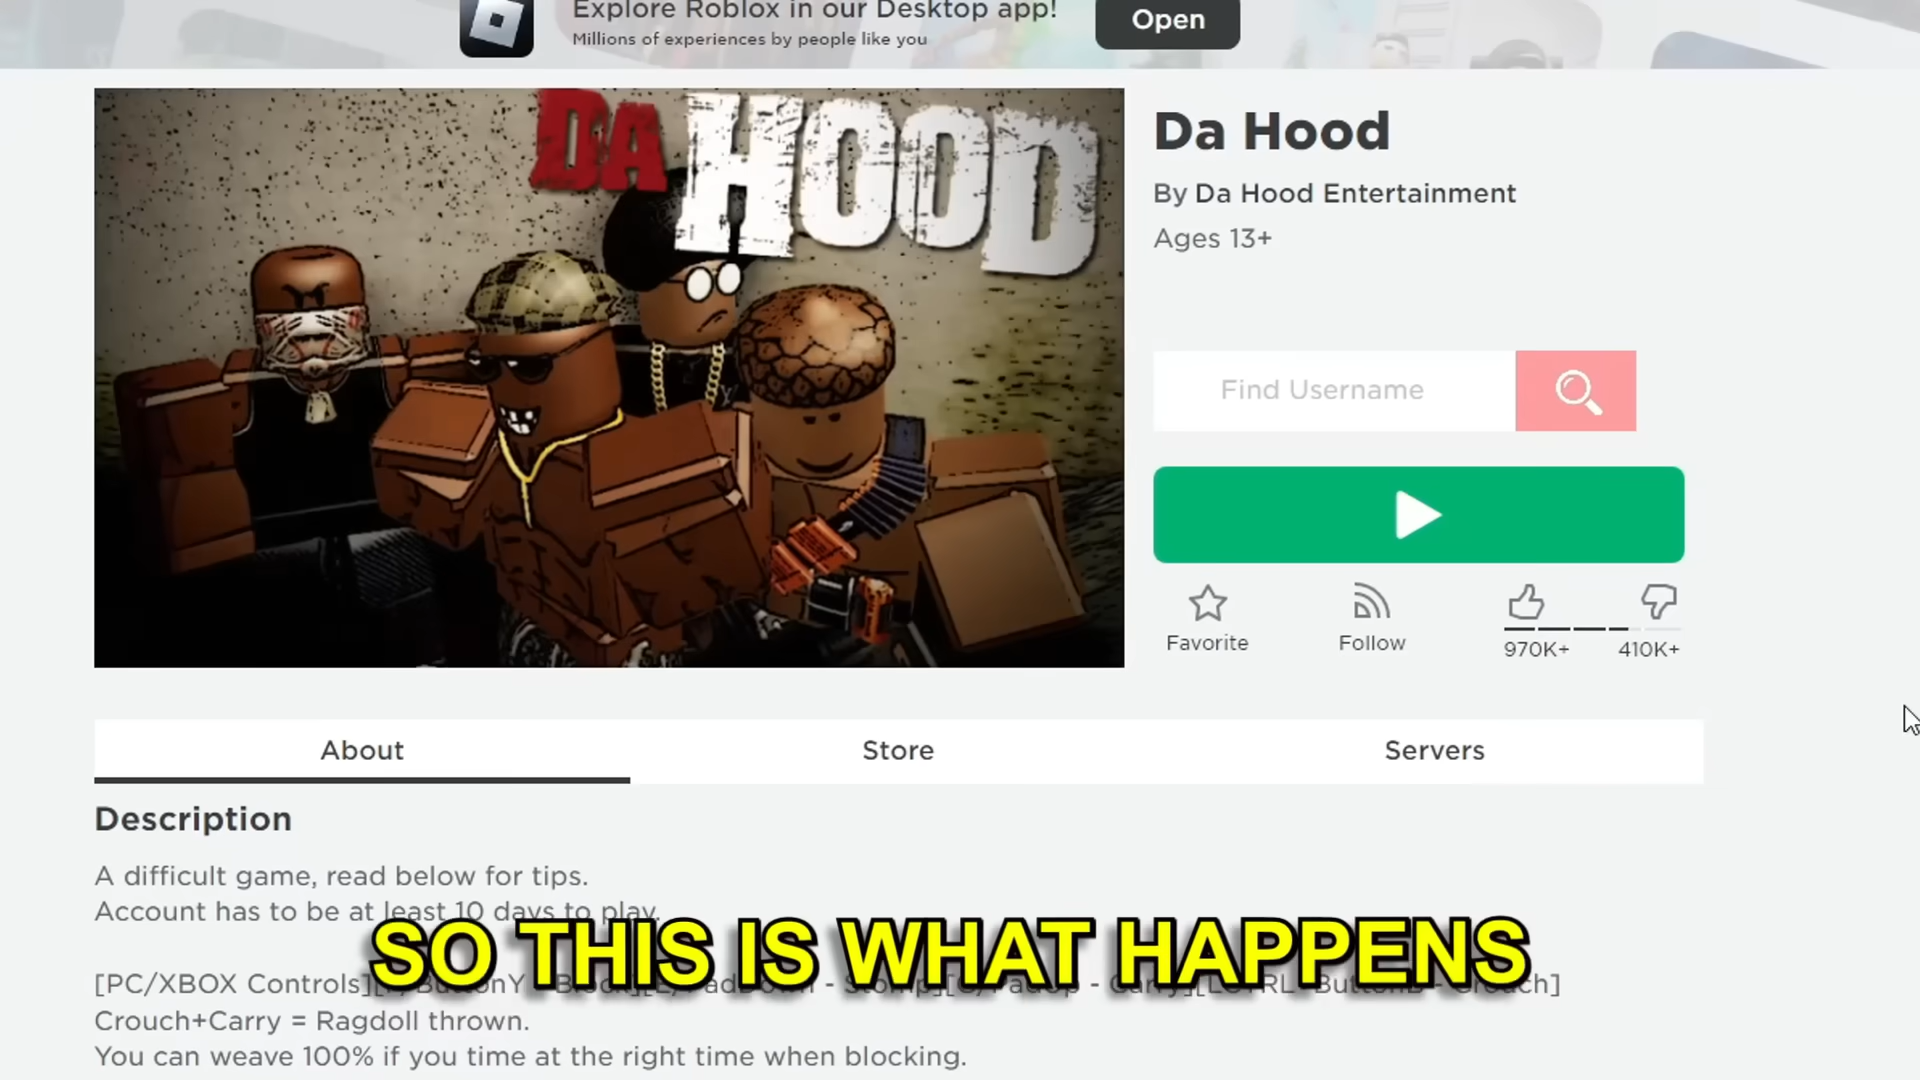 Explore Roblox in our Desktop app!
Millions of experiences by people like you
Open
DA HOOD
Da Hood
By Da Hood Entertainment
Ages 13+
Find Username
Favorite
Follow
970K+
410K+
About
Store
Servers
Description
A difficult game, read below for tips.
Account has to be at least 10 days to play.
SO THIS IS WHAT HAPPENS
[PC/XBOX Controls] - Stomp] - Carry] - Crouch]
Crouch+Carry = Ragdoll thrown.
You can weave 100% if you time at the right time when blocking.